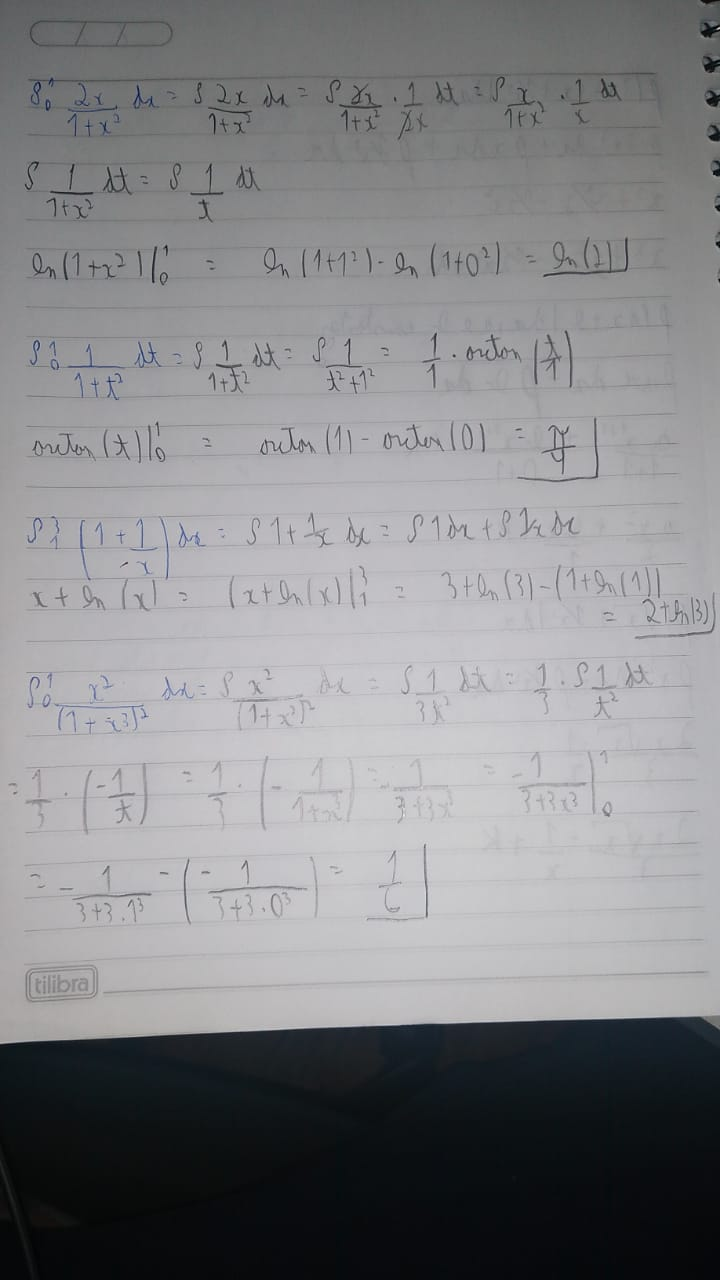 ∫₀¹ 2x/(1+x²) dx = ∫ 2x/(1+x²) dx = ∫ 2x/(1+x²) · 1/2x dt = ∫ x/(1+x²) · 1/x dt
∫ 1/(1+x²) dt = ∫ 1/t dt
ln(1+x²)|₀¹ = ln(1+1²) - ln(1+0²) = ln(2)
∫₀¹ 1/(1+t²) dt = ∫ 1/(1+t²) dt = ∫ 1/(t²+1²) = 1/1 · arctan(t/1)
arctan(t)|₀¹ = arctan(1) - arctan(0) = π/4
∫₁³ (1 + 1/x) dx = ∫ 1 + 1/x dx = ∫ 1dx + ∫ 1/x dx
x + ln(x) = (x+ln(x))|₁³ = 3+ln(3)-(1+ln(1))
= 2+ln(3)
∫₀¹ x²/(1+x³)² dx = ∫ x²/(1+x³)² dx = ∫ 1/3t² dt = 1/3 · ∫ 1/t² dt
= 1/3 · (-1/t) = 1/3 · (-1/(1+x³)) = -1/(3+3x³) = -1/(3+3x³)|₀¹
= -1/(3+3.1³) - (-1/(3+3.0³)) = 1/6
tilibra